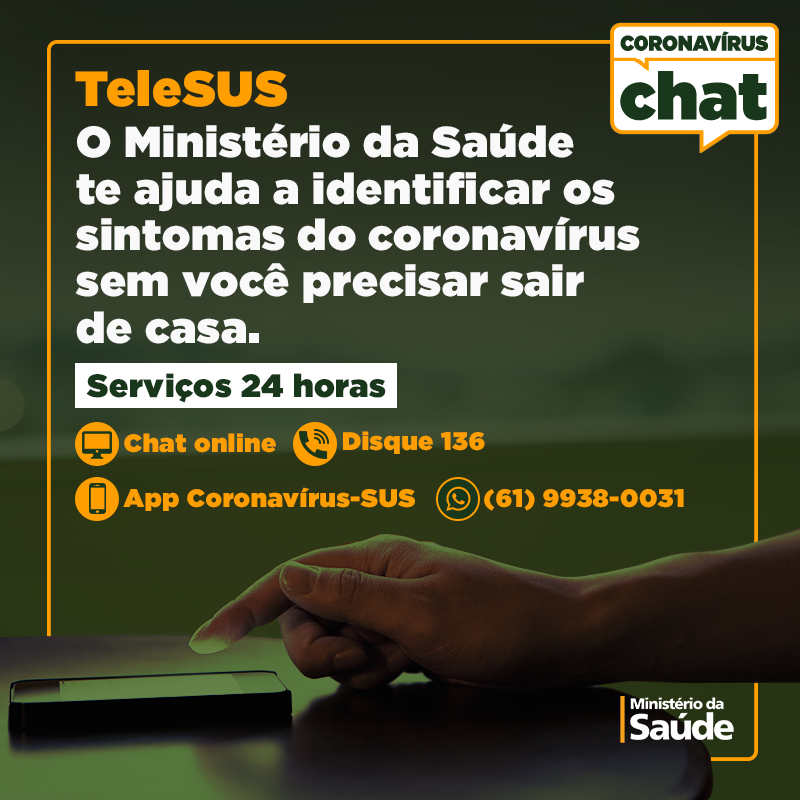 CORONAVÍRUS
chat
TeleSUS
O Ministério da Saúde
te ajuda a identificar os
sintomas do coronavírus
sem você precisar sair
de casa.
Serviços 24 horas
Chat online Disque 136
App Coronavírus-SUS (61) 9938-0031
Ministério da
Saúde